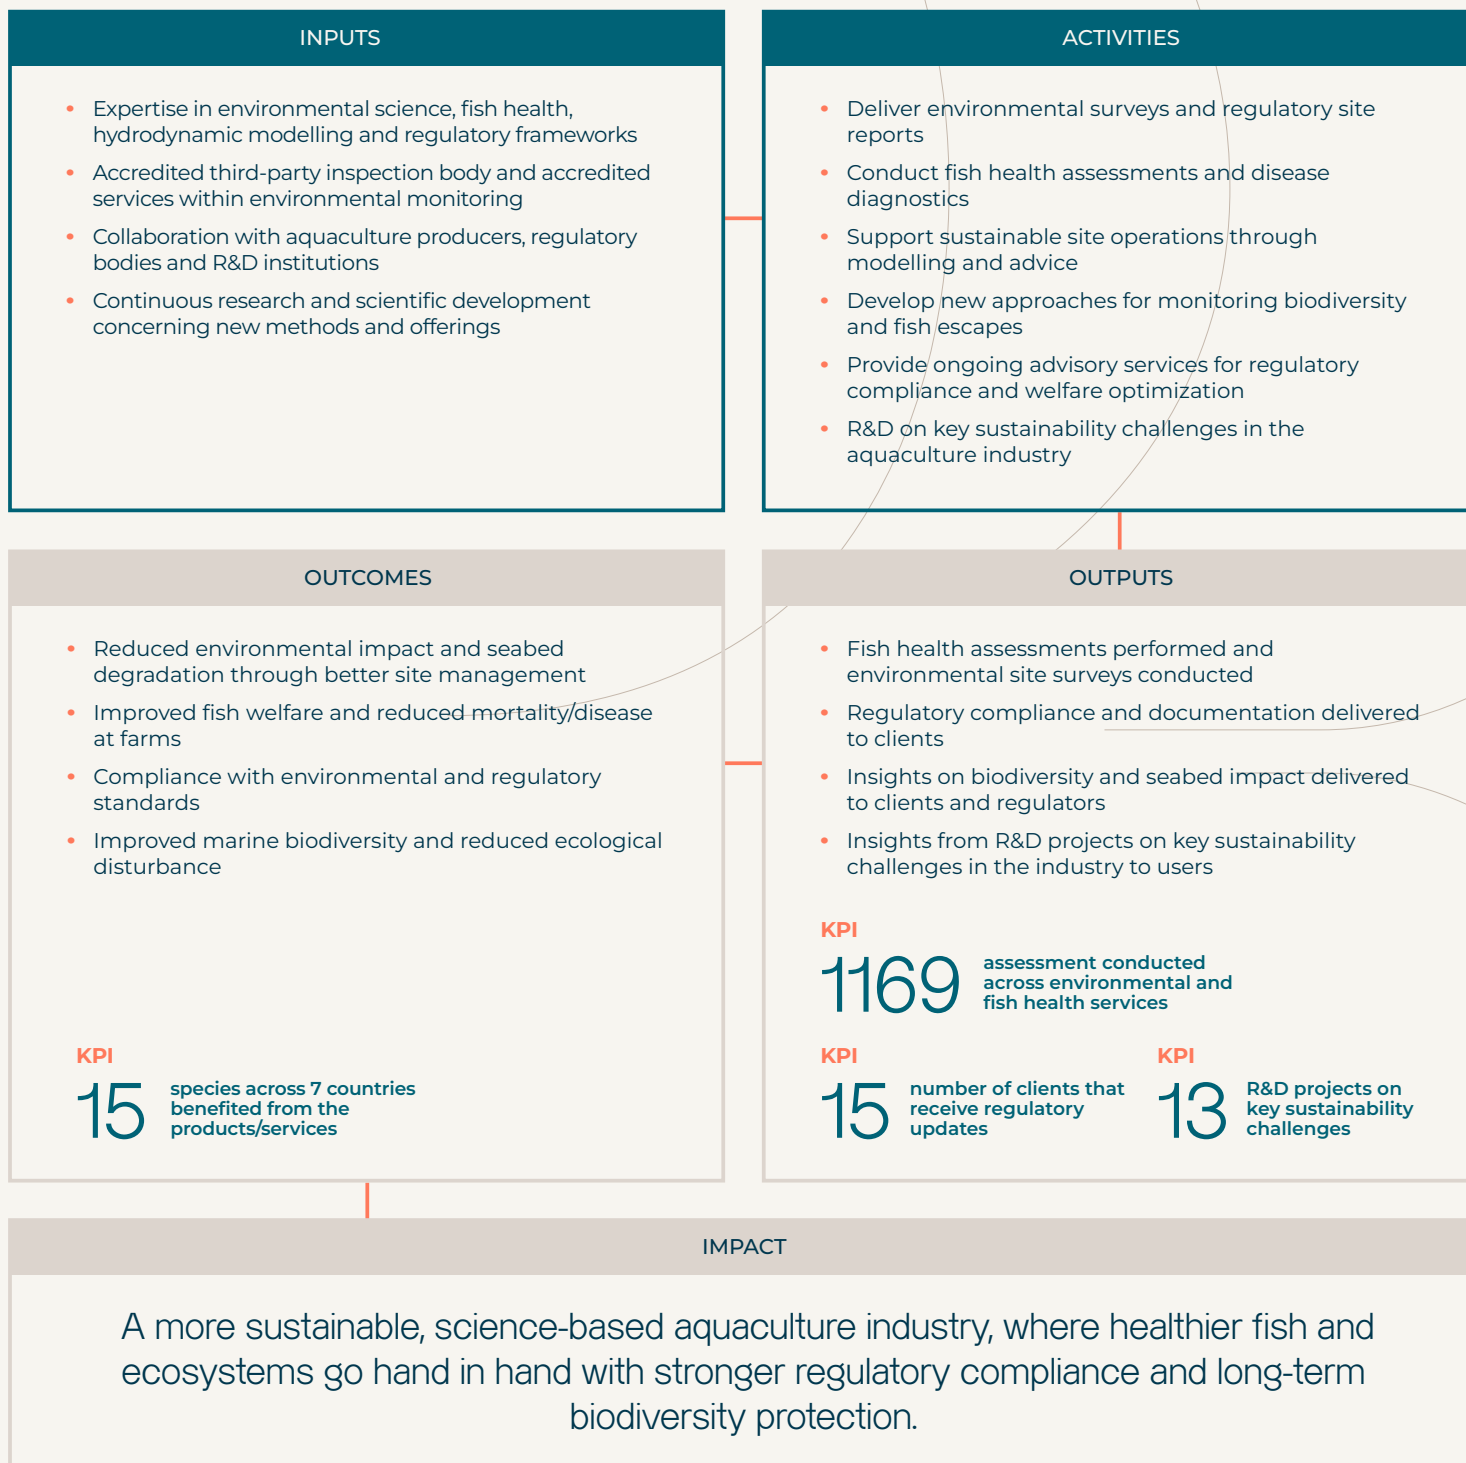 INPUTS
• Expertise in environmental science, fish health,
hydrodynamic modelling and regulatory frameworks
• Accredited third-party inspection body and accredited
services within environmental monitoring
• Collaboration with aquaculture producers, regulatory
bodies and R&D institutions
• Continuous research and scientific development
concerning new methods and offerings
ACTIVITIES
• Deliver environmental surveys and regulatory site
reports
• Conduct fish health assessments and disease
diagnostics
• Support sustainable site operations through
modelling and advice
• Develop new approaches for monitoring biodiversity
and fish escapes
• Provide ongoing advisory services for regulatory
compliance and welfare optimization
• R&D on key sustainability challenges in the
aquaculture industry
OUTCOMES
• Reduced environmental impact and seabed
degradation through better site management
• Improved fish welfare and reduced mortality/disease
at farms
• Compliance with environmental and regulatory
standards
• Improved marine biodiversity and reduced ecological
disturbance
KPI
15
species across 7 countries
benefited from the
products/services
OUTPUTS
• Fish health assessments performed and
environmental site surveys conducted
• Regulatory compliance and documentation delivered
to clients
• Insights on biodiversity and seabed impact delivered
to clients and regulators
• Insights from R&D projects on key sustainability
challenges in the industry to users
KPI
1169
assessment conducted
across environmental and
fish health services
KPI
15
number of clients that
receive regulatory
updates
KPI
13
R&D projects on
key sustainability
challenges
IMPACT
A more sustainable, science-based aquaculture industry, where healthier fish and
ecosystems go hand in hand with stronger regulatory compliance and long-term
biodiversity protection.